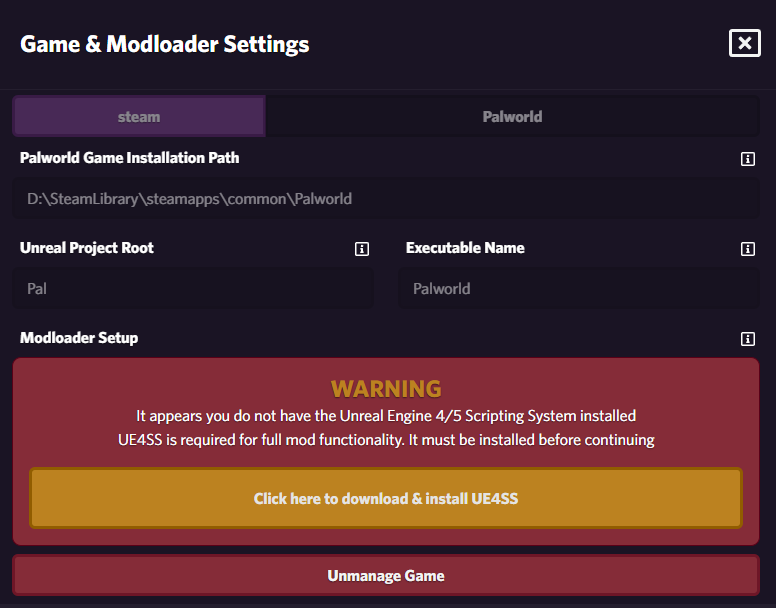 Game & Modloader Settings
steam
Palworld
Palworld Game Installation Path
D:\SteamLibrary\steamapps\common\Palworld
Unreal Project Root
Executable Name
Pal
Palworld
Modloader Setup
WARNING
It appears you do not have the Unreal Engine 4/5 Scripting System installed
UE4SS is required for full mod functionality. It must be installed before continuing
Click here to download & install UE4SS
Unmanage Game